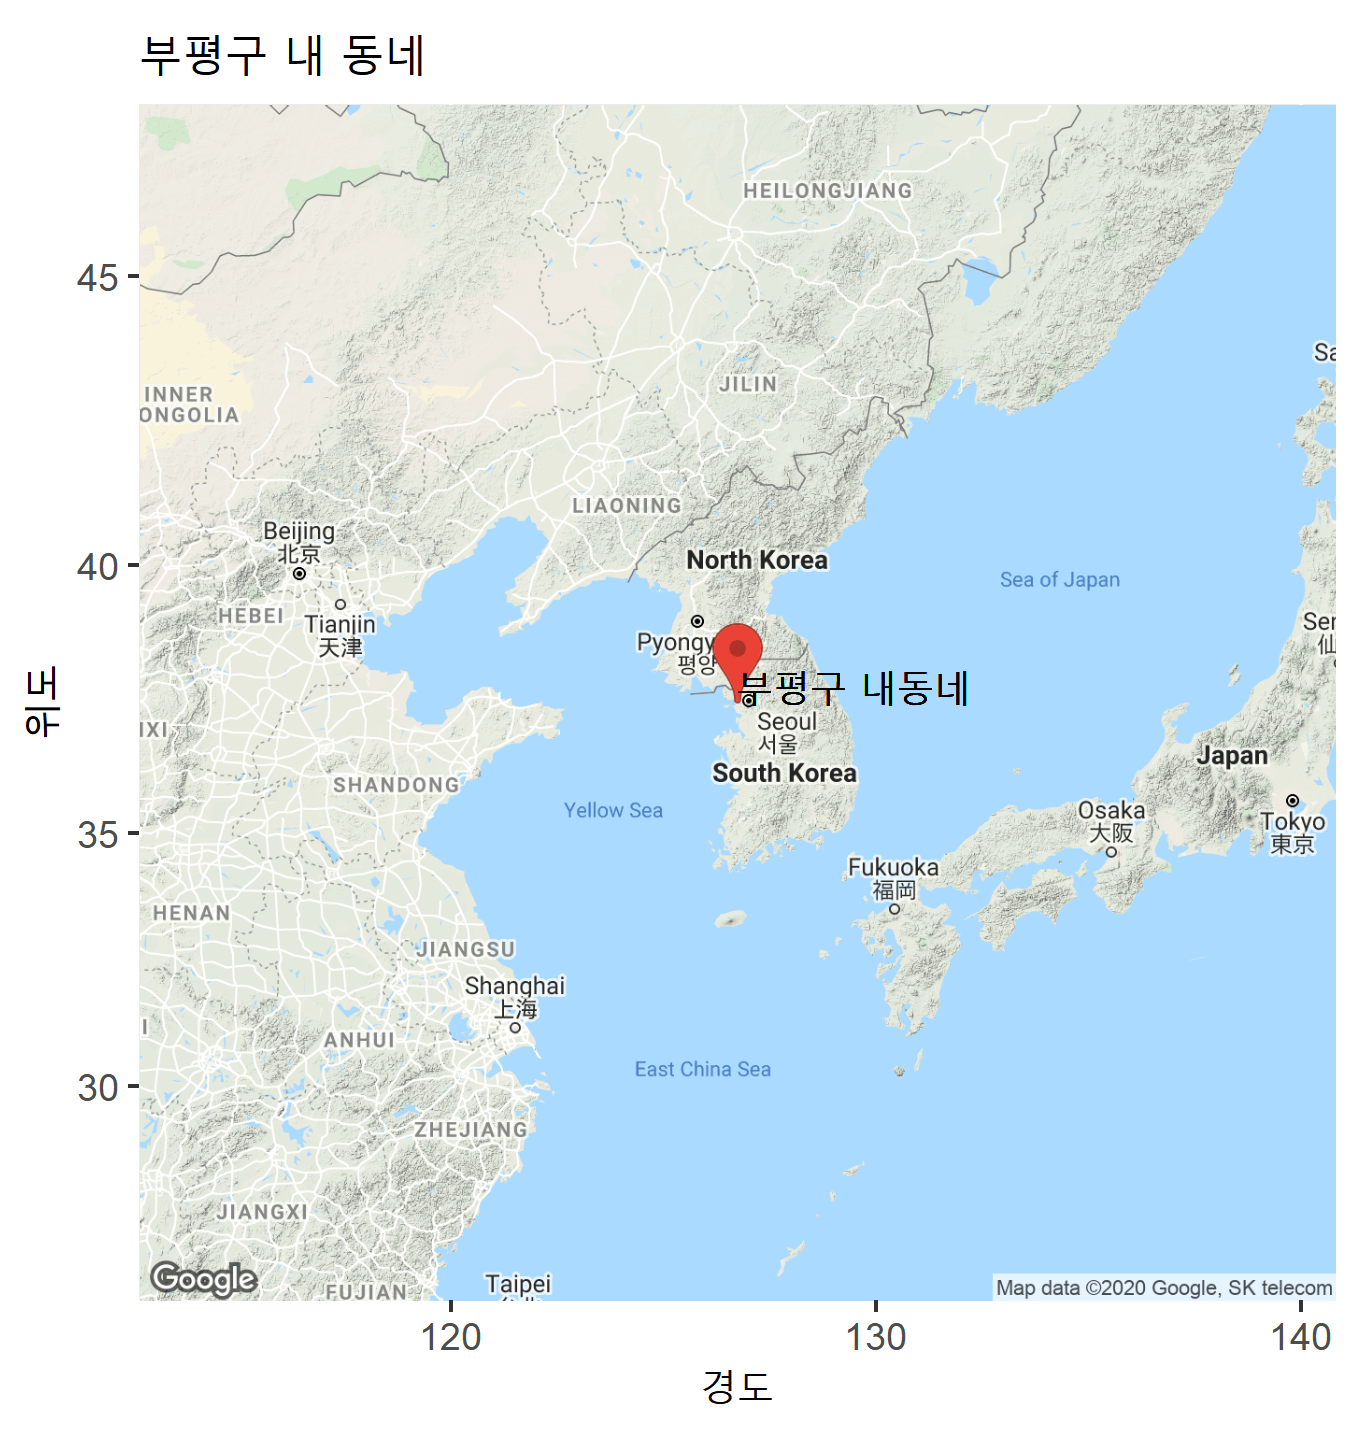 부평구 내 동네
HEILONGJIANG
45
Sa
JILIN
INNER
ONGOLIA
LIAONING
Beijing
北京
40
North Korea
Sea of Japan
HEBEI
Tianjin
天津
Pyongy
평양
Sen
仙
부평구 내동네
위도
Seoul
서울
IXI
South Korea
Japan
SHANDONG
Yellow Sea
Osaka
大阪
Tokyo
東京
35
Fukuoka
福岡
HENAN
JIANGSU
Shanghai
上海
I
ANHUI
East China Sea
30
ZHEJIANG
JIANGXI
Google
FUJIAN
Taipei
Map data ©2020 Google, SK telecom
120
130
140
경도